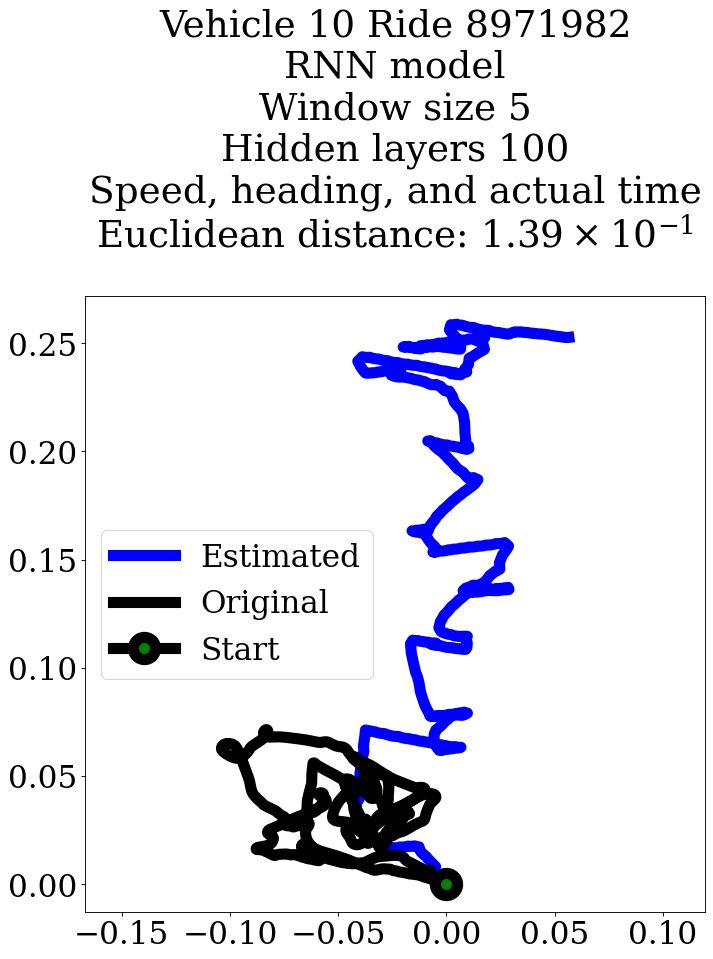 Vehicle 10 Ride 8971982
RNN model
Window size 5
Hidden layers 100
Speed, heading, and actual time
Euclidean distance: 1.39 × 10⁻¹
0.25
0.20
0.15
0.10
0.05
0.00
Estimated
Original
Start
−0.15 −0.10 −0.05 0.00 0.05 0.10